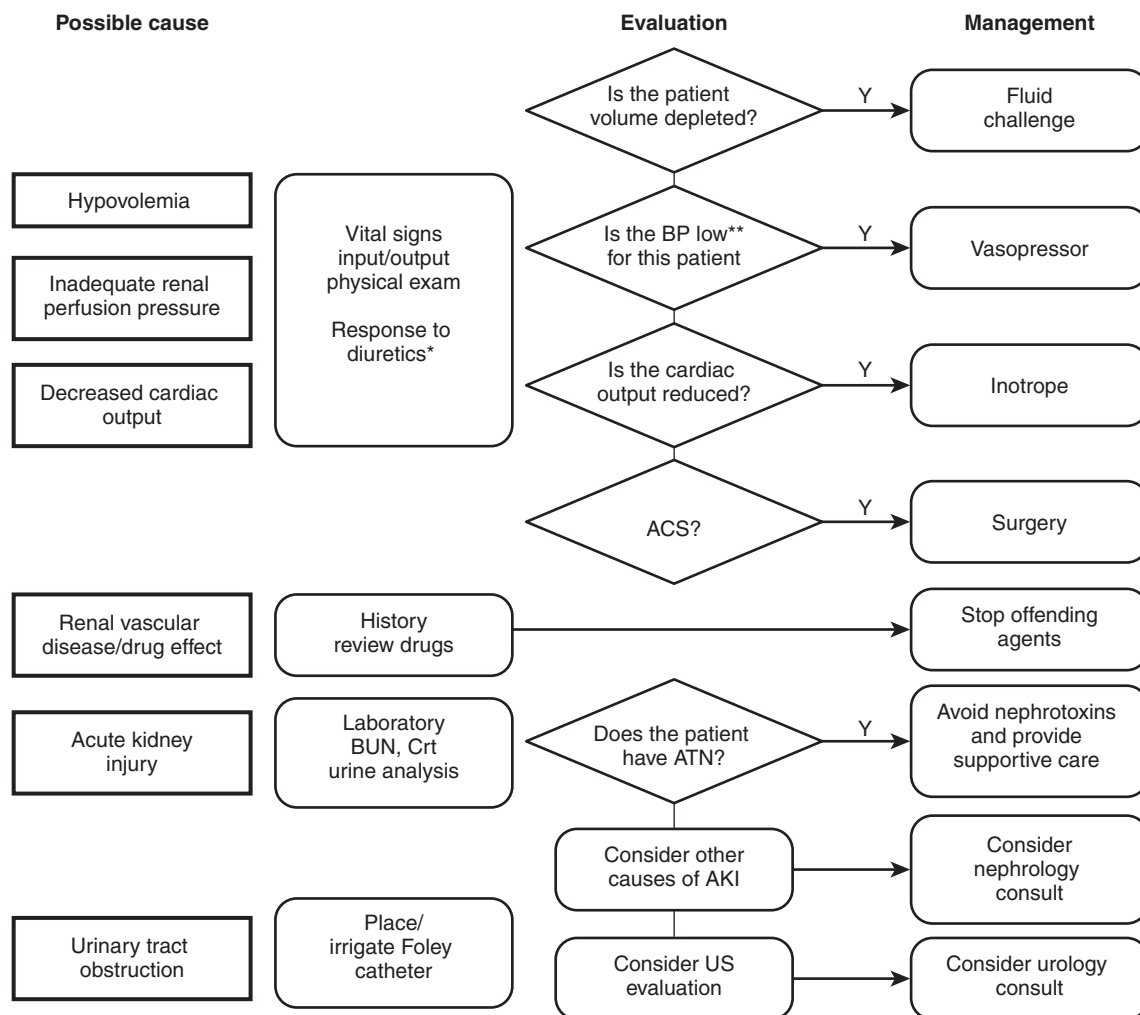 Possible cause
Evaluation
Management
Is the patient
volume depleted?
Y
Fluid
challenge
Hypovolemia
Inadequate renal
perfusion pressure
Decreased cardiac
output
Vital signs
input/output
physical exam
Response to
diuretics*
Is the BP low**
for this patient
Y
Vasopressor
Is the cardiac
output reduced?
Y
Inotrope
ACS?
Y
Surgery
Renal vascular
disease/drug effect
History
review drugs
Stop offending
agents
Acute kidney
injury
Laboratory
BUN, Crt
urine analysis
Does the patient
have ATN?
Y
Avoid nephrotoxins
and provide
supportive care
Consider other
causes of AKI
Consider
nephrology
consult
Urinary tract
obstruction
Place/
irrigate Foley
catheter
Consider US
evaluation
Consider urology
consult